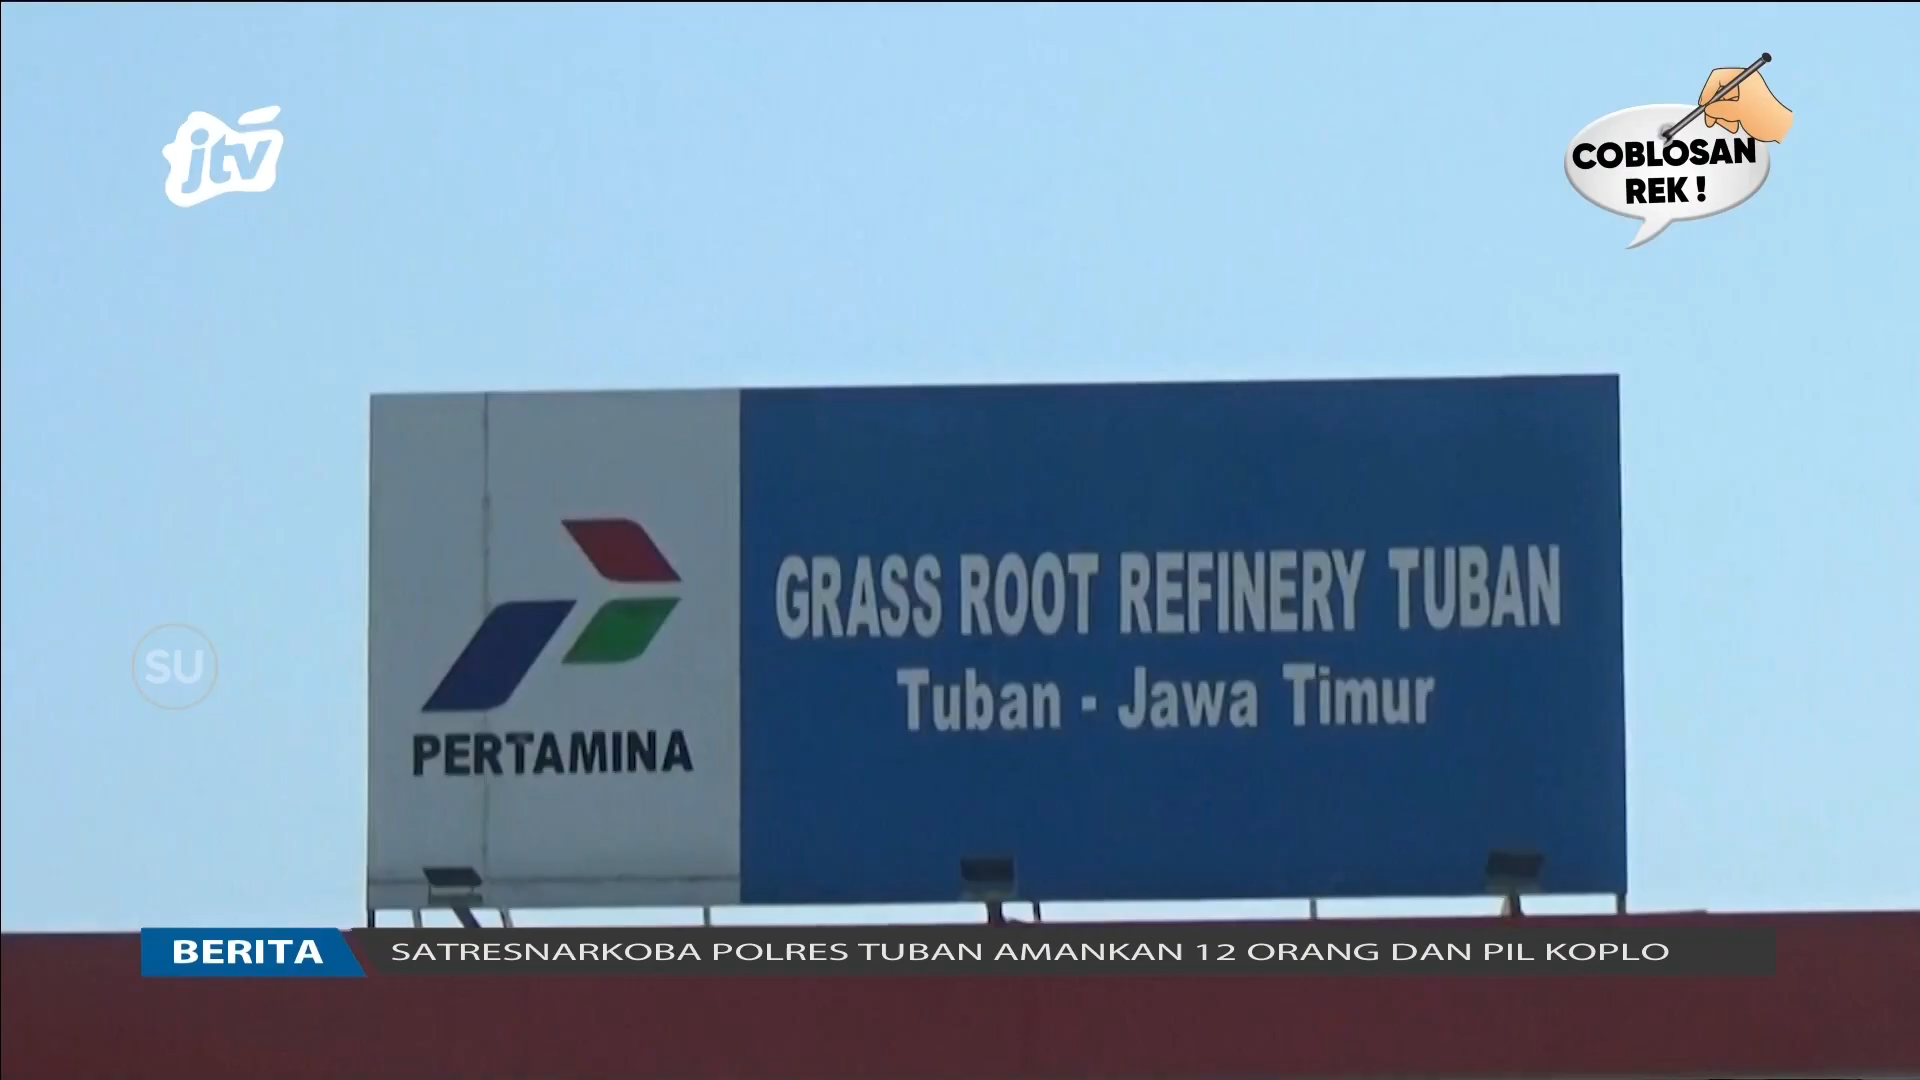 jtv
COBLOSAN
REK !
GRASS ROOT REFINERY TUBAN
Tuban - Jawa Timur
SU
PERTAMINA
BERITA
SATRESNARKOBA POLRES TUBAN AMANKAN 12 ORANG DAN PIL KOPLO